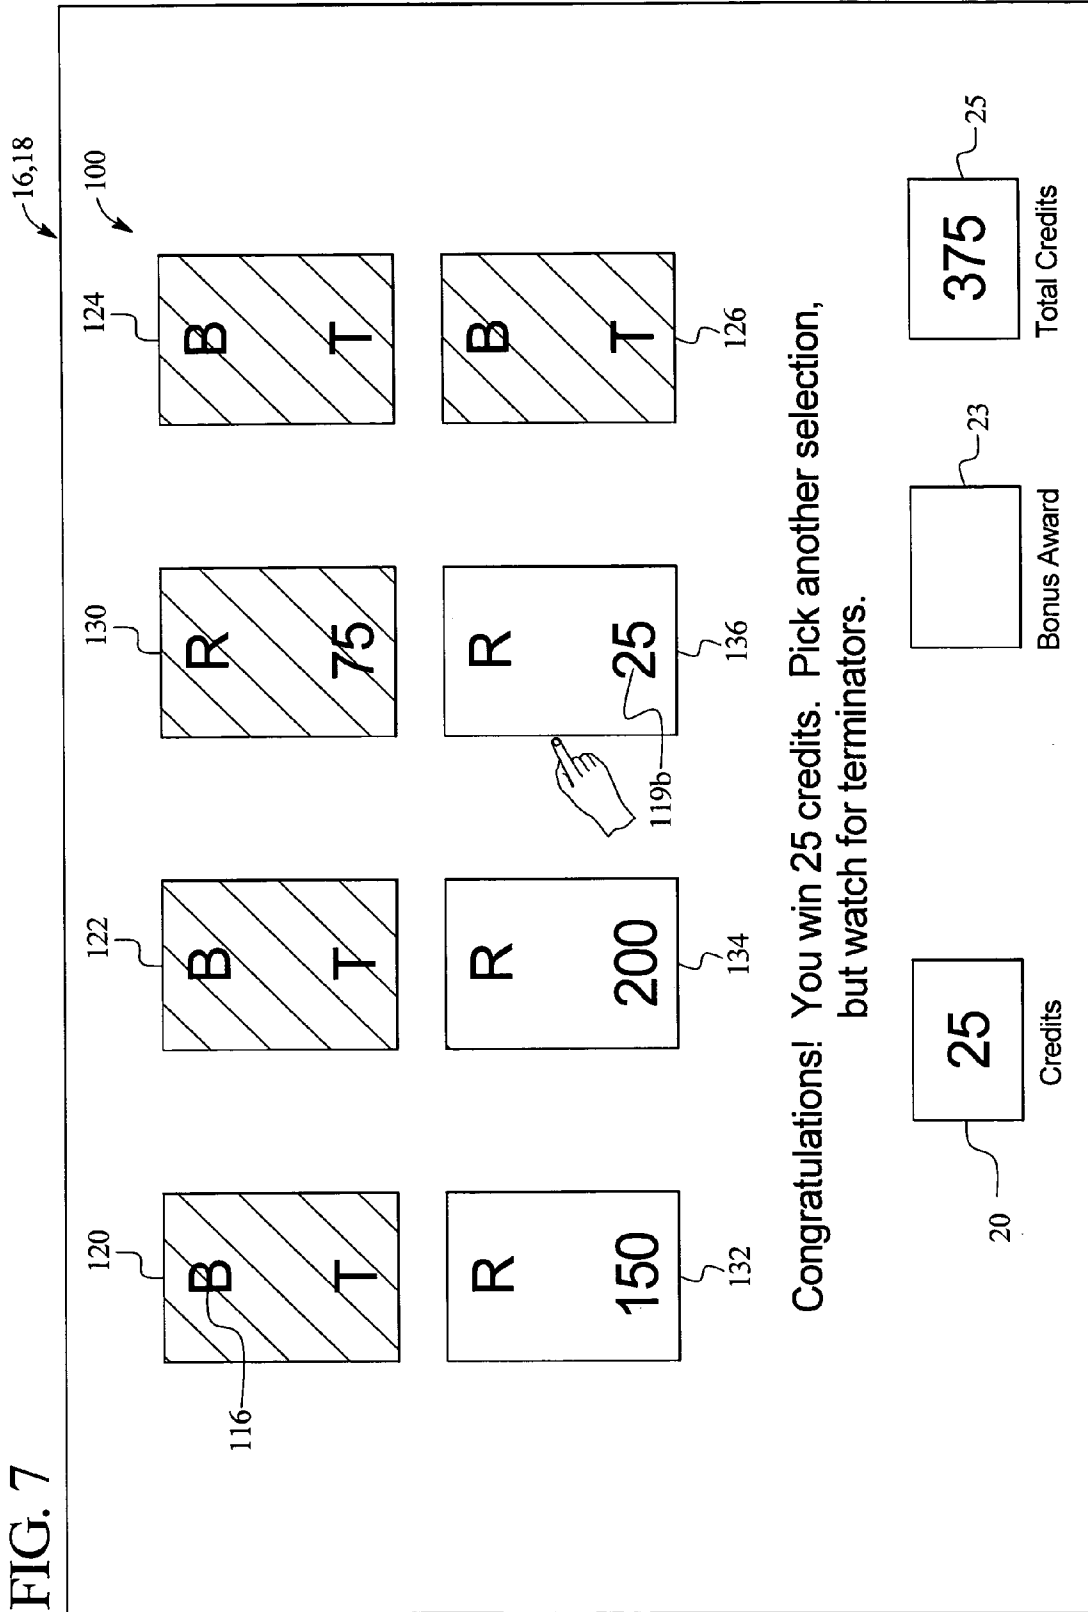 FIG. 7
16,18
100
120
122
130
124
B
B
R
B
T
T
75
T
116
R
R
R
B
150
200
25
T
119b
132
134
136
126
Congratulations! You win 25 credits. Pick another selection,
but watch for terminators.
20
25
23
375
25
Credits
Bonus Award
Total Credits